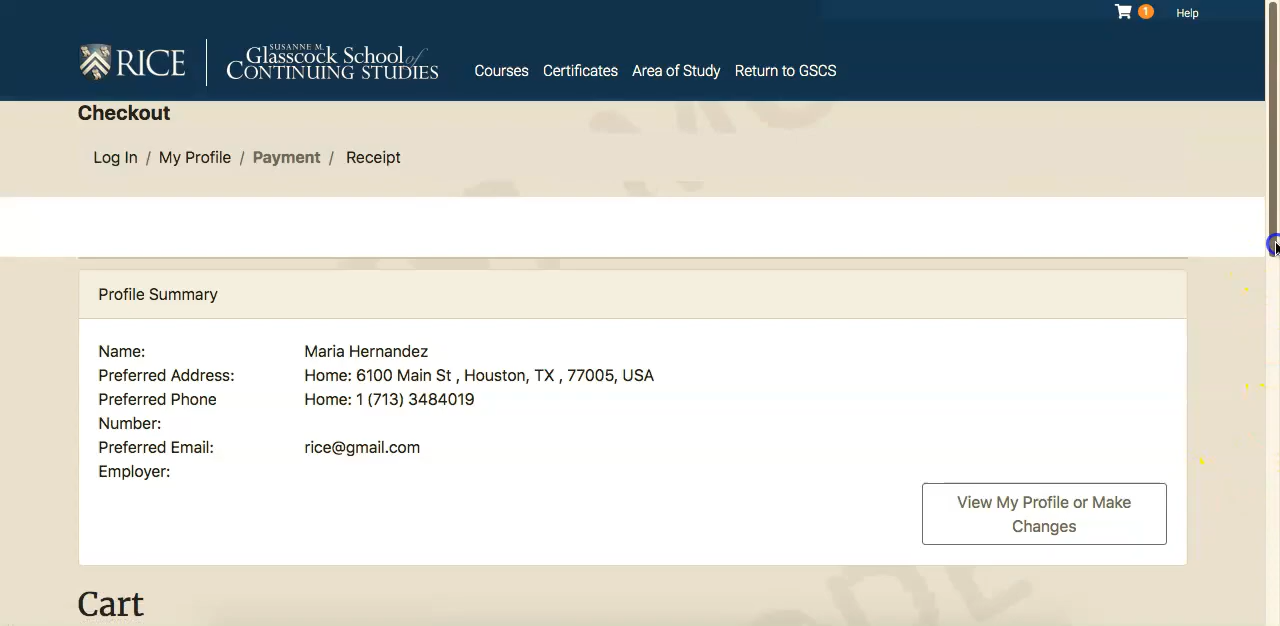 1 Help
RICE SUSANNE M. Glasscock School of CONTINUING STUDIES Courses Certificates Area of Study Return to GSCS
Checkout
Log In / My Profile / Payment / Receipt
Profile Summary
Name: Maria Hernandez
Preferred Address: Home: 6100 Main St , Houston, TX , 77005, USA
Preferred Phone Home: 1 (713) 3484019
Number:
Preferred Email: rice@gmail.com
Employer:
View My Profile or Make
Changes
Cart